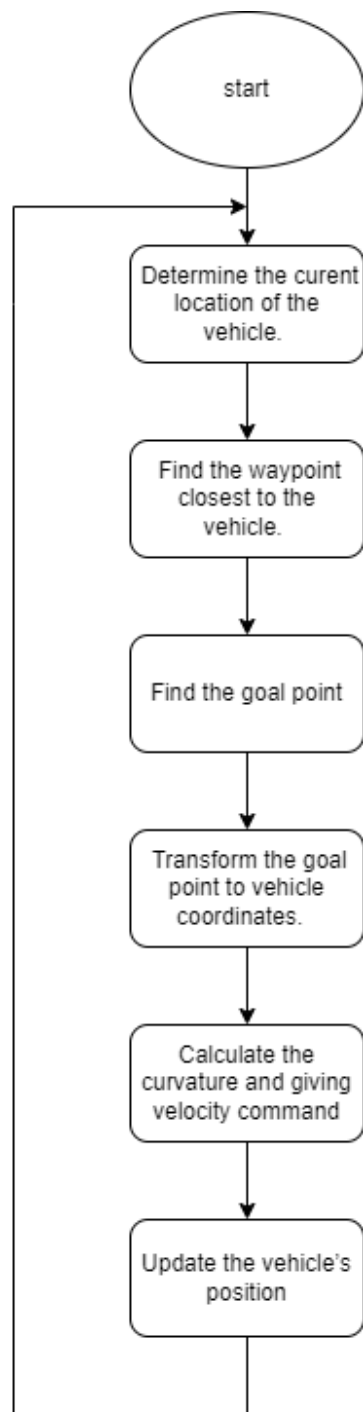 start
Determine the curent
location of the
vehicle.
Find the waypoint
closest to the
vehicle.
Find the goal point
Transform the goal
point to vehicle
coordinates.
Calculate the
curvature and giving
velocity command
Update the vehicle's
position